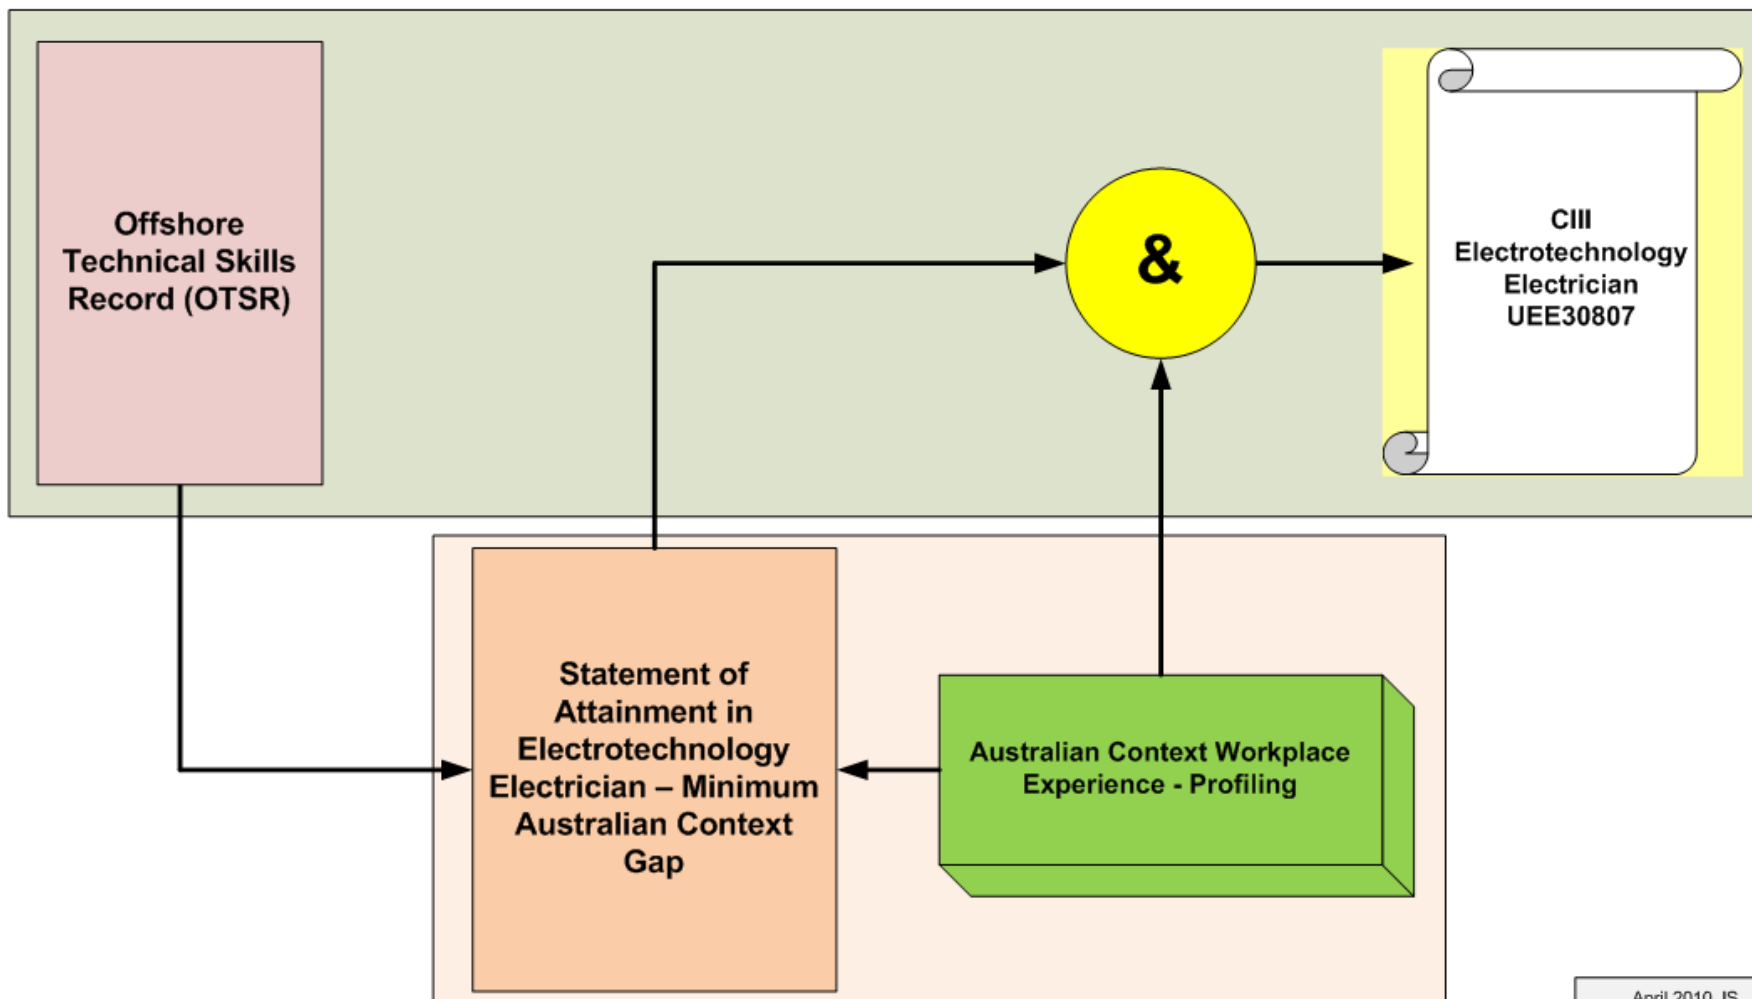 Offshore
Technical Skills
Record (OTSR)
&
CIII
Electrotechnology
Electrician
UEE30807
Statement of
Attainment in
Electrotechnology
Electrician – Minimum
Australian Context
Gap
Australian Context Workplace
Experience - Profiling
April 2010 JS